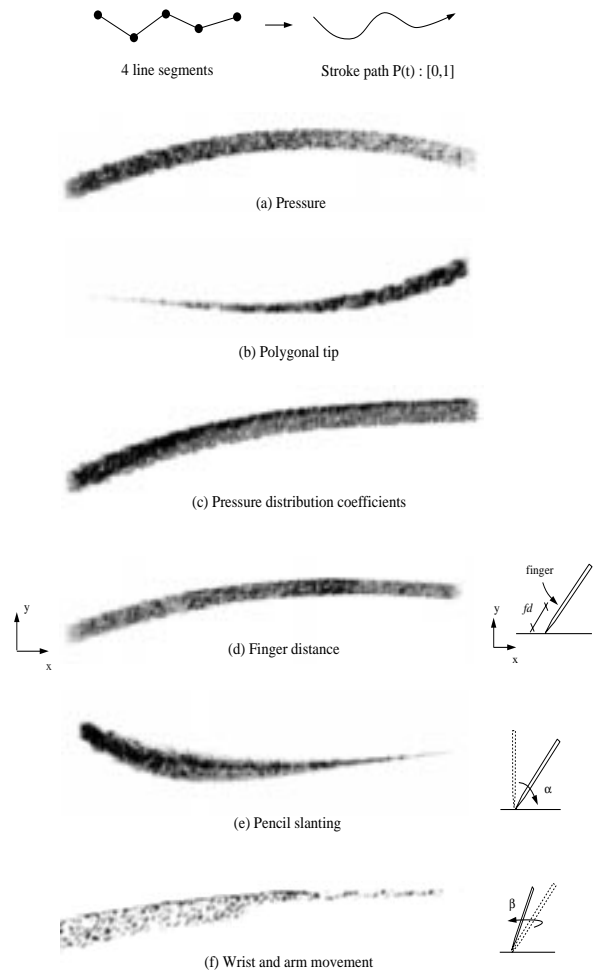 4 line segments
Stroke path P(t) : [0,1]
(a) Pressure
(b) Polygonal tip
(c) Pressure distribution coefficients
finger
fd
y
x
y
x
(d) Finger distance
α
(e) Pencil slanting
β
(f) Wrist and arm movement